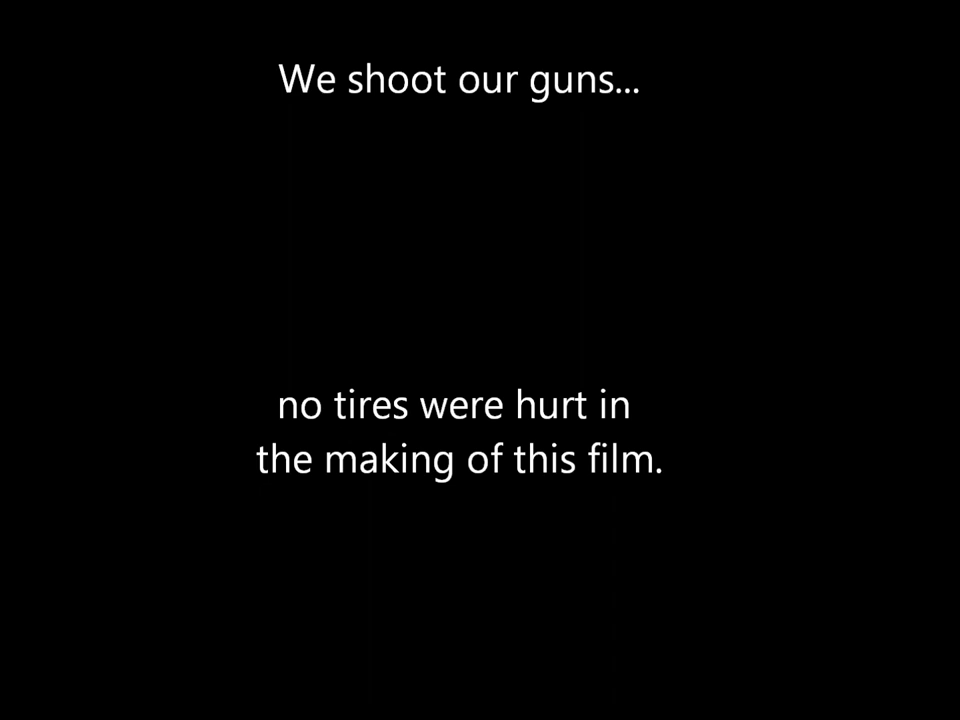 We shoot our guns...
no tires were hurt in
the making of this film.